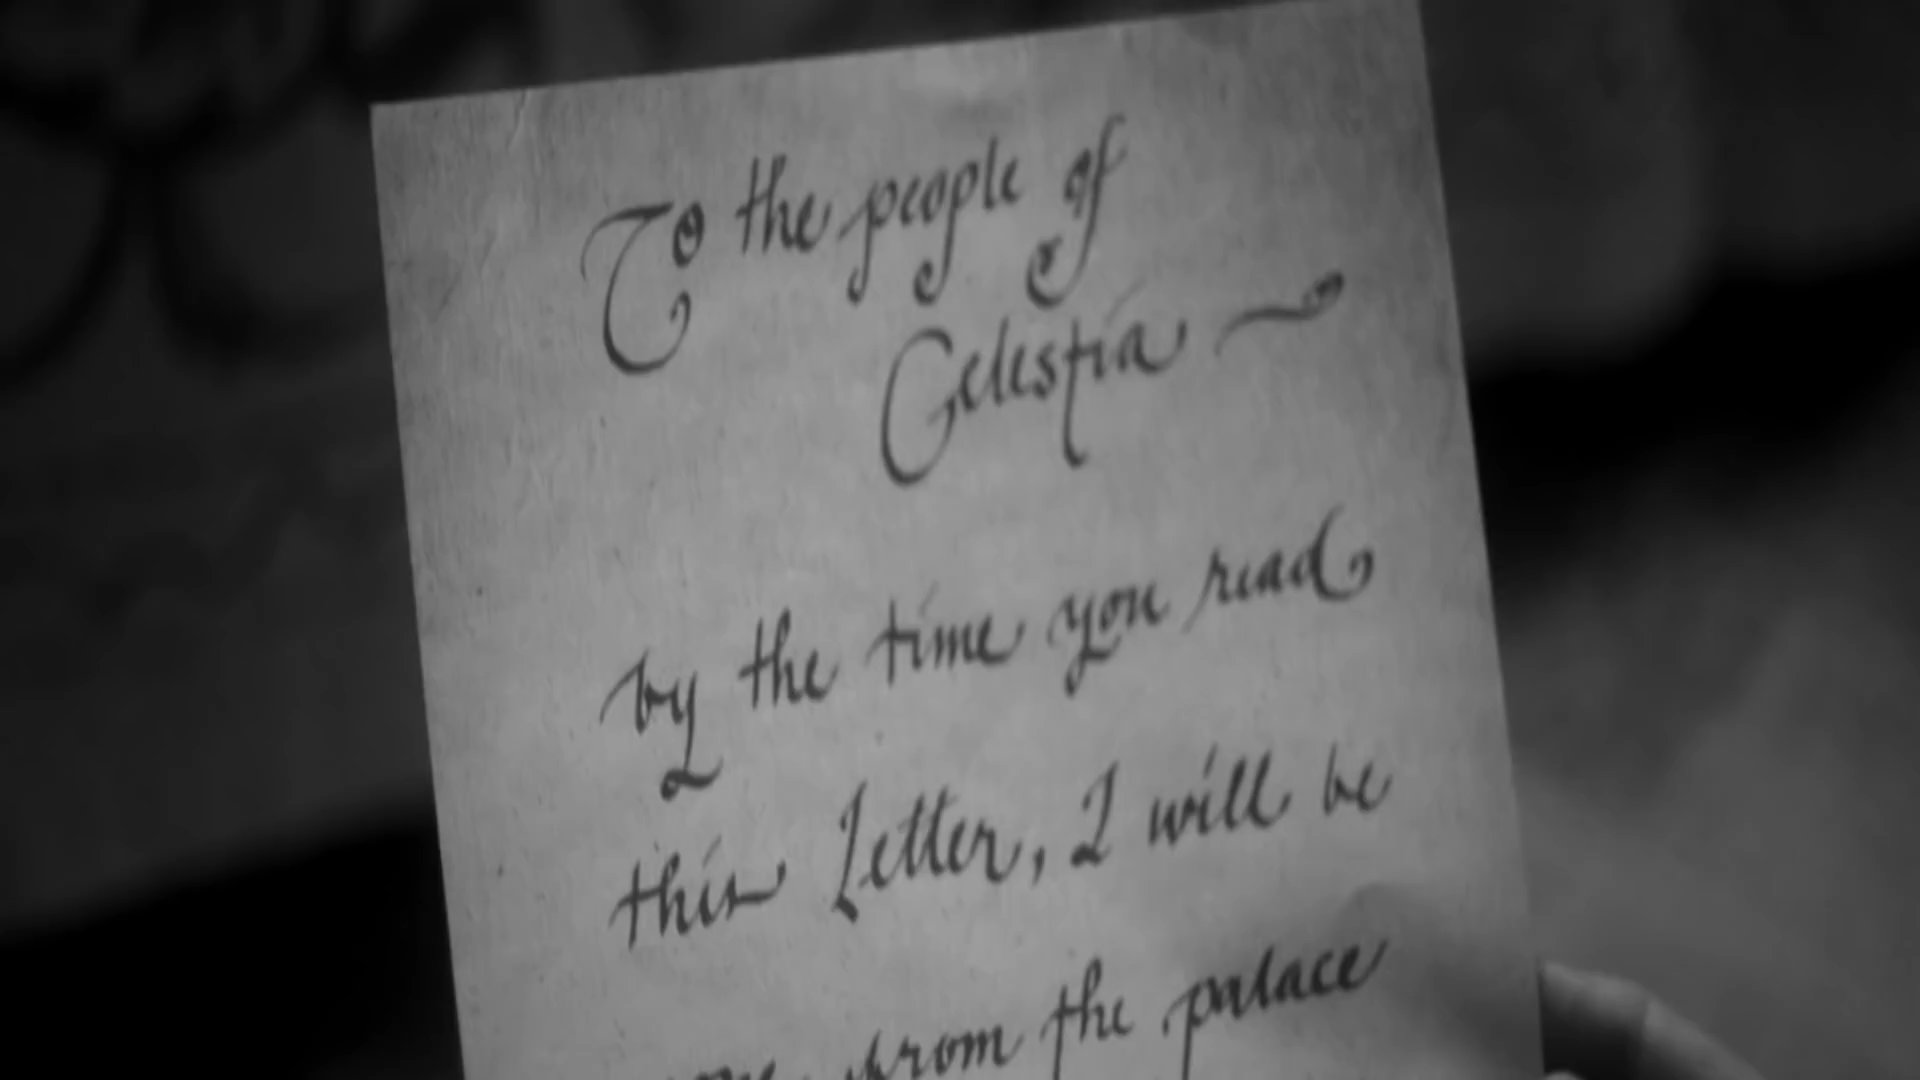 To the people of
Celestia
by the time you read
this Letter, I will be
from the palace